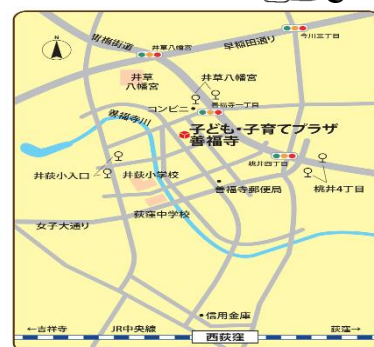 N
青梅街道
井草八幡宮
早稲田通り
今川三丁目
井草
八幡宮
井草八幡宮
コンビニ
善福寺一丁目
善福寺川
子ども・子育てプラザ
善福寺
桃井四丁目
井荻小入口
井荻小学校
善福寺郵便局
桃井4丁目
荻窪中学校
女子大通り
信用金庫
←吉祥寺
JR中央線
西荻窪
荻窪→